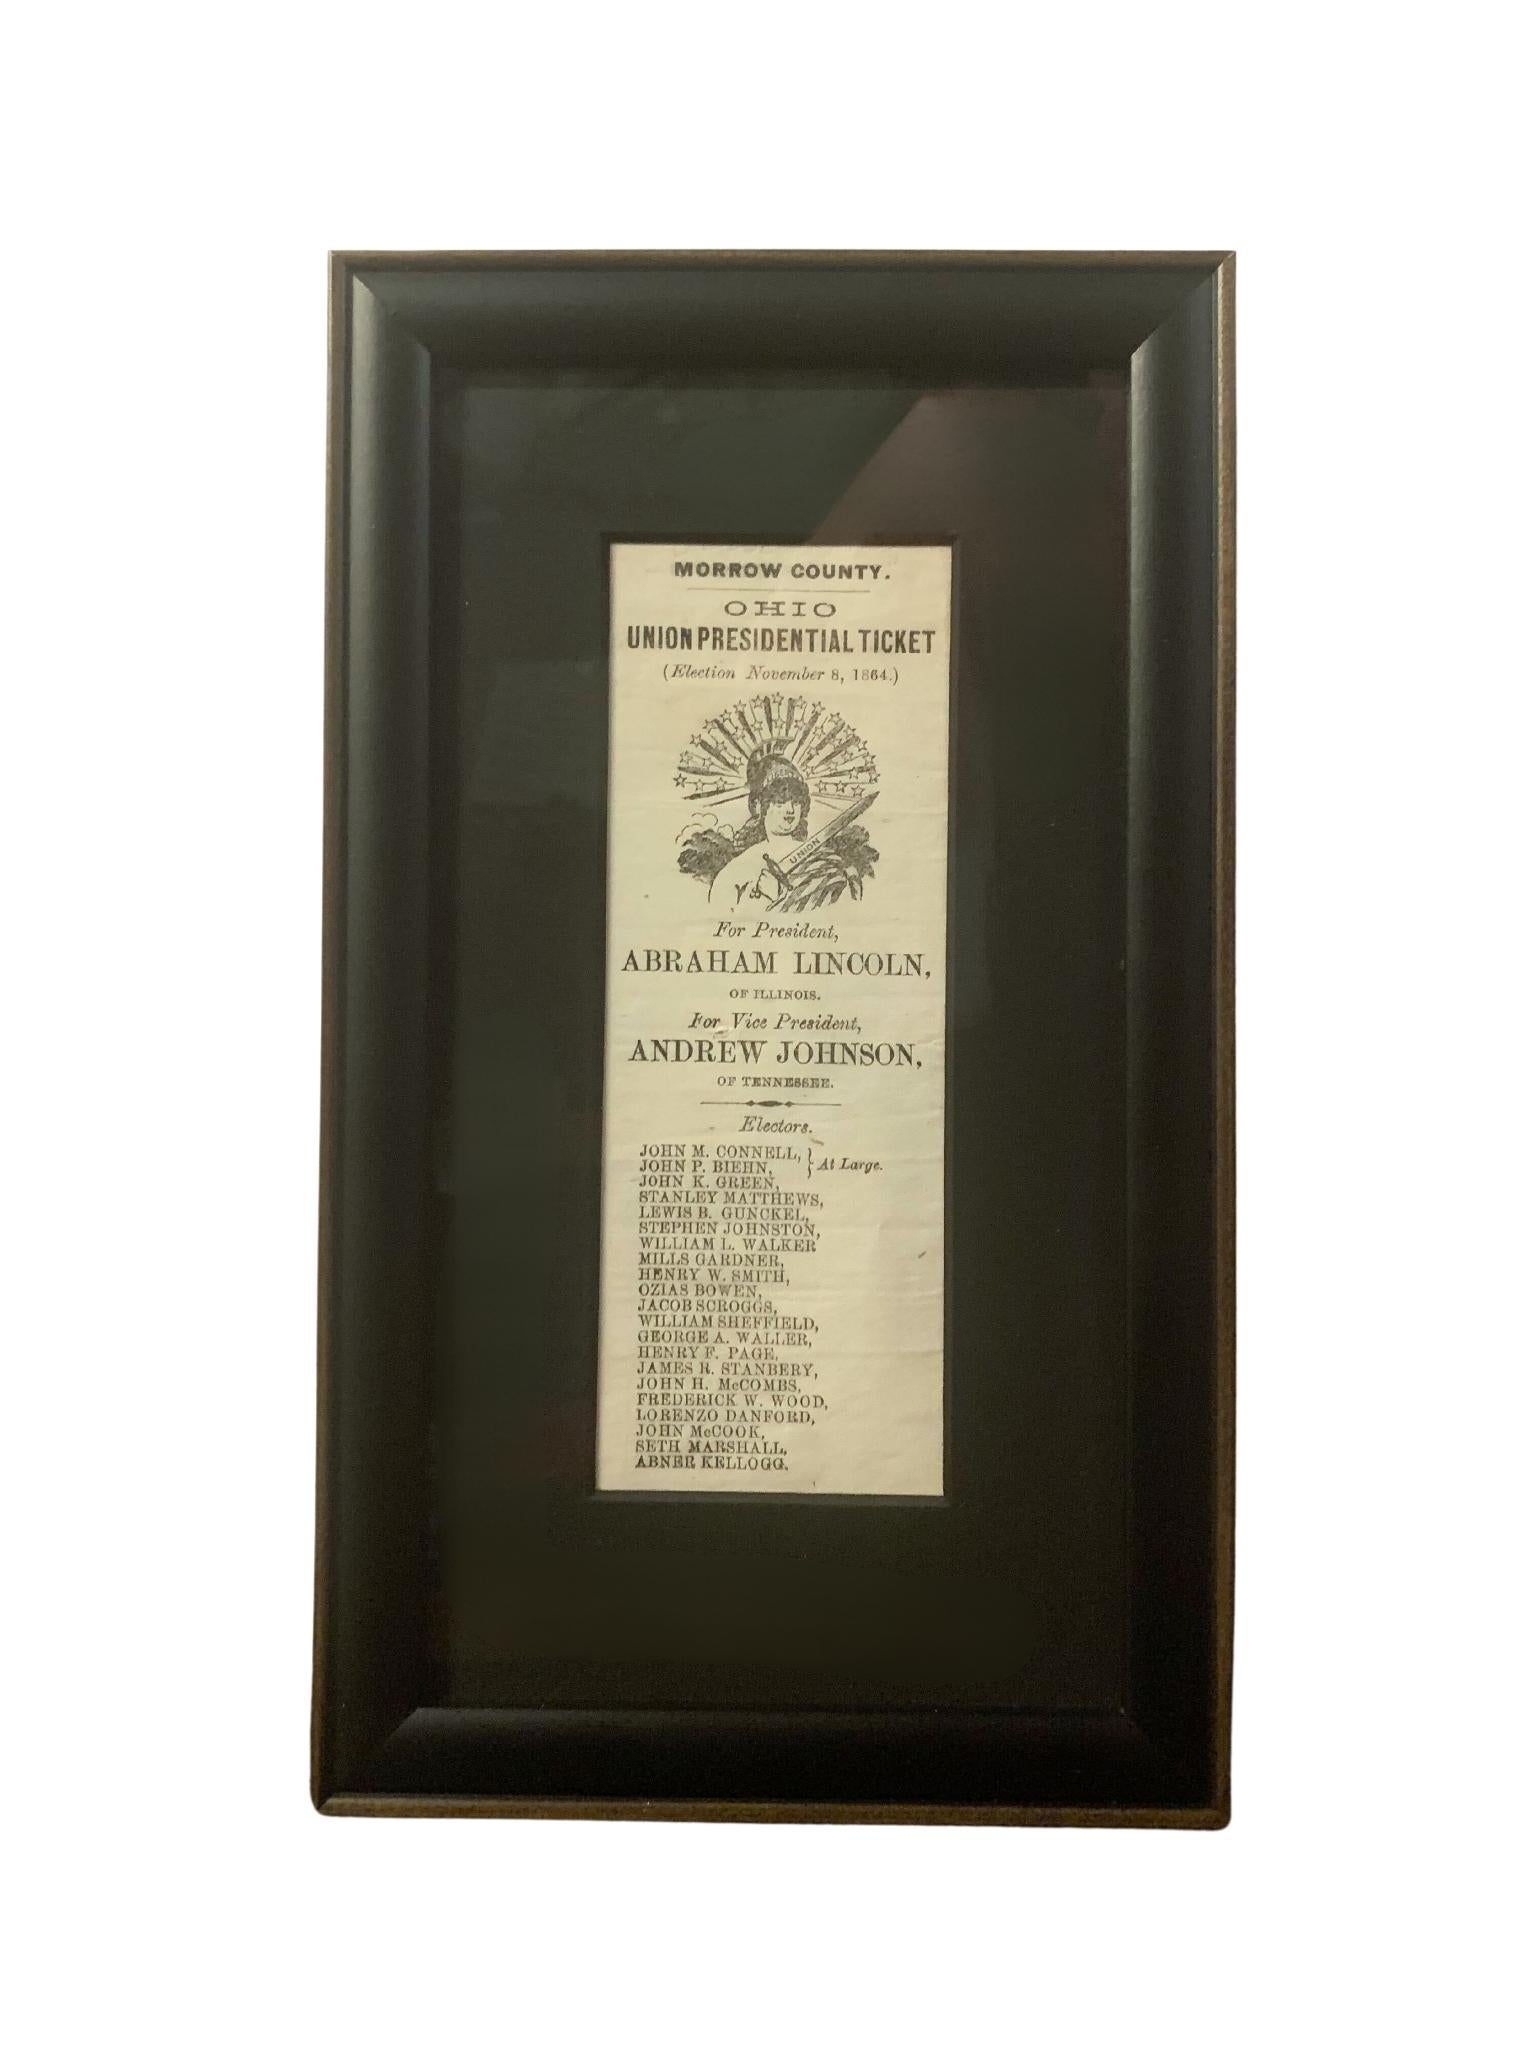 MORROW COUNTY.
OHIO
UNION PRESIDENTIAL TICKET
(Election November 8, 1864.)
UNION
For President,
ABRAHAM LINCOLN,
OF ILLINOIS.
For Vice President,
ANDREW JOHNSON,
OF TENNESSEE.
Electors.
JOHN M. CONNELL,
JOHN P. BIEHN, } At Large.
JOHN K. GREEN,
STANLEY MATTHEWS,
LEWIS B. GUNCKEL,
STEPHEN JOHNSTON,
WILLIAM L. WALKER
MILLS GARDNER,
HENRY W. SMITH,
OZIAS BOWEN,
JACOB SCROGGS,
WILLIAM SHEFFIELD,
GEORGE A. WALLER,
HENRY F. PAGE,
JAMES R. STANBERY,
JOHN H. McCOMBS,
FREDERICK W. WOOD,
LORENZO DANFORD,
JOHN McCOOK,
SETH MARSHALL,
ABNER KELLOGG.